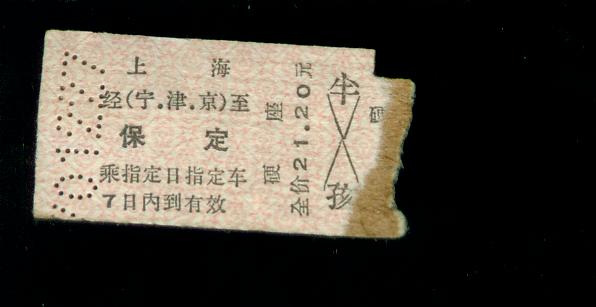 上 海
经(宁.津.京)至
保 定
乘指定日指定车
7日内到有效
硬 座
全价21.20元
半
孩
硬